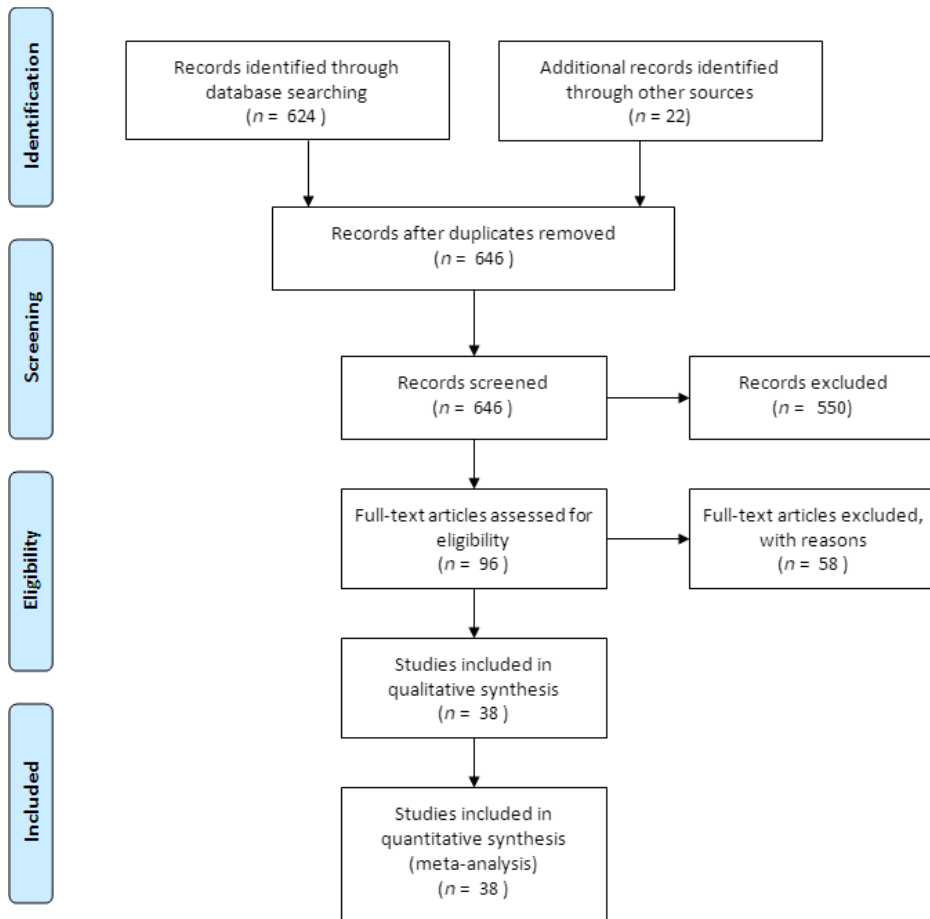 Identification
Records identified through
database searching
(n = 624 )
Additional records identified
through other sources
(n = 22)
Records after duplicates removed
(n = 646 )
Screening
Records screened
(n = 646 )
Records excluded
(n = 550)
Eligibility
Full-text articles assessed for
eligibility
(n = 96 )
Full-text articles excluded,
with reasons
(n = 58 )
Studies included in
qualitative synthesis
(n = 38 )
Included
Studies included in
quantitative synthesis
(meta-analysis)
(n = 38 )